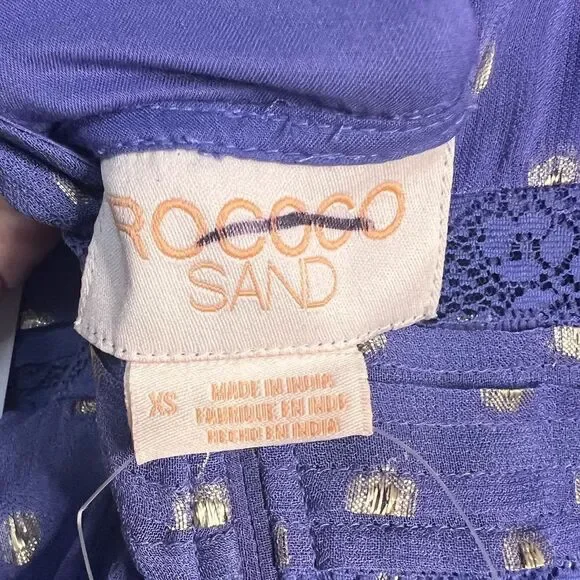 ROCOCO
SAND
XS
MADE IN INDIA
FABRIQUE EN INDE
HECHO EN INDIA